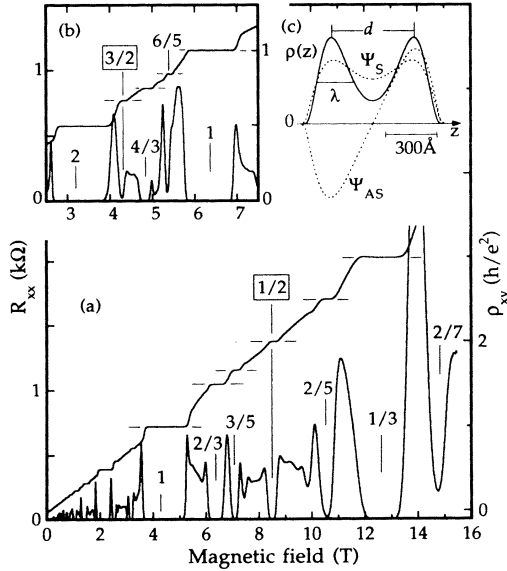 (b)
6/5
3/2
1
1
2
4/3
1
0
0
3 4 5 6 7
(c)
d
ρ(z)
Ψ_S
λ
0
z
300Å
Ψ_AS
R_xx (kΩ)
ρ_xy (h/e²)
(a)
1/2
2
2/7
2/5
1/3
1
3/5
2/3
1
0
0
0 2 4 6 8 10 12 14 16
Magnetic field (T)